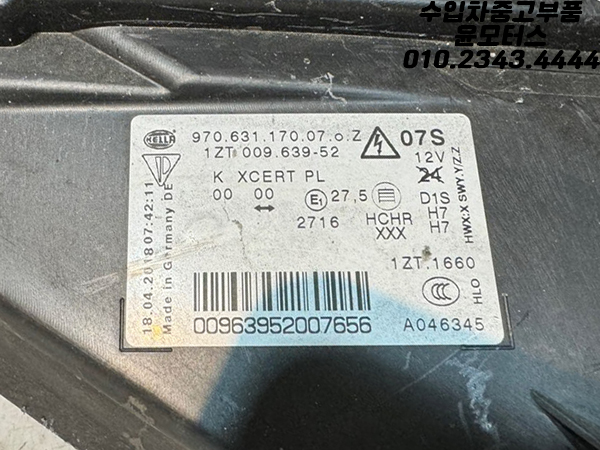 수입차중고부품
윤모터스
010.2343.4444
HELLA
970.631.170.07.o.Z
07S
1ZT 009.639-52
12V
24
K XCERT PL
D1S
00 00
E1
27,5
H7
2716
HCHR
H7
XXX
HWX:X SWY.Y/Z.Z
1ZT.1660
18.04.2018 07:42:11
Made in Germany DE
CCC
HLO
00963952007656
A046345